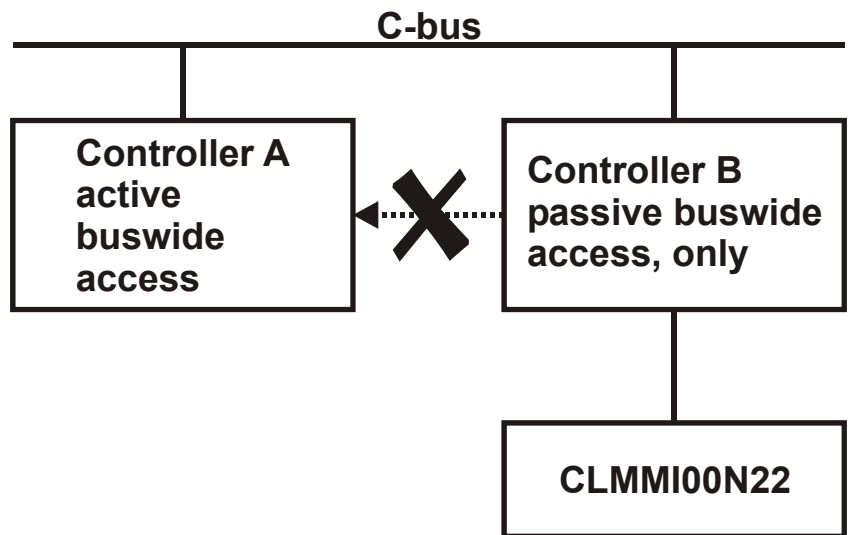 C-bus
Controller A
active
buswide
access
Controller B
passive buswide
access, only
CLMMI00N22